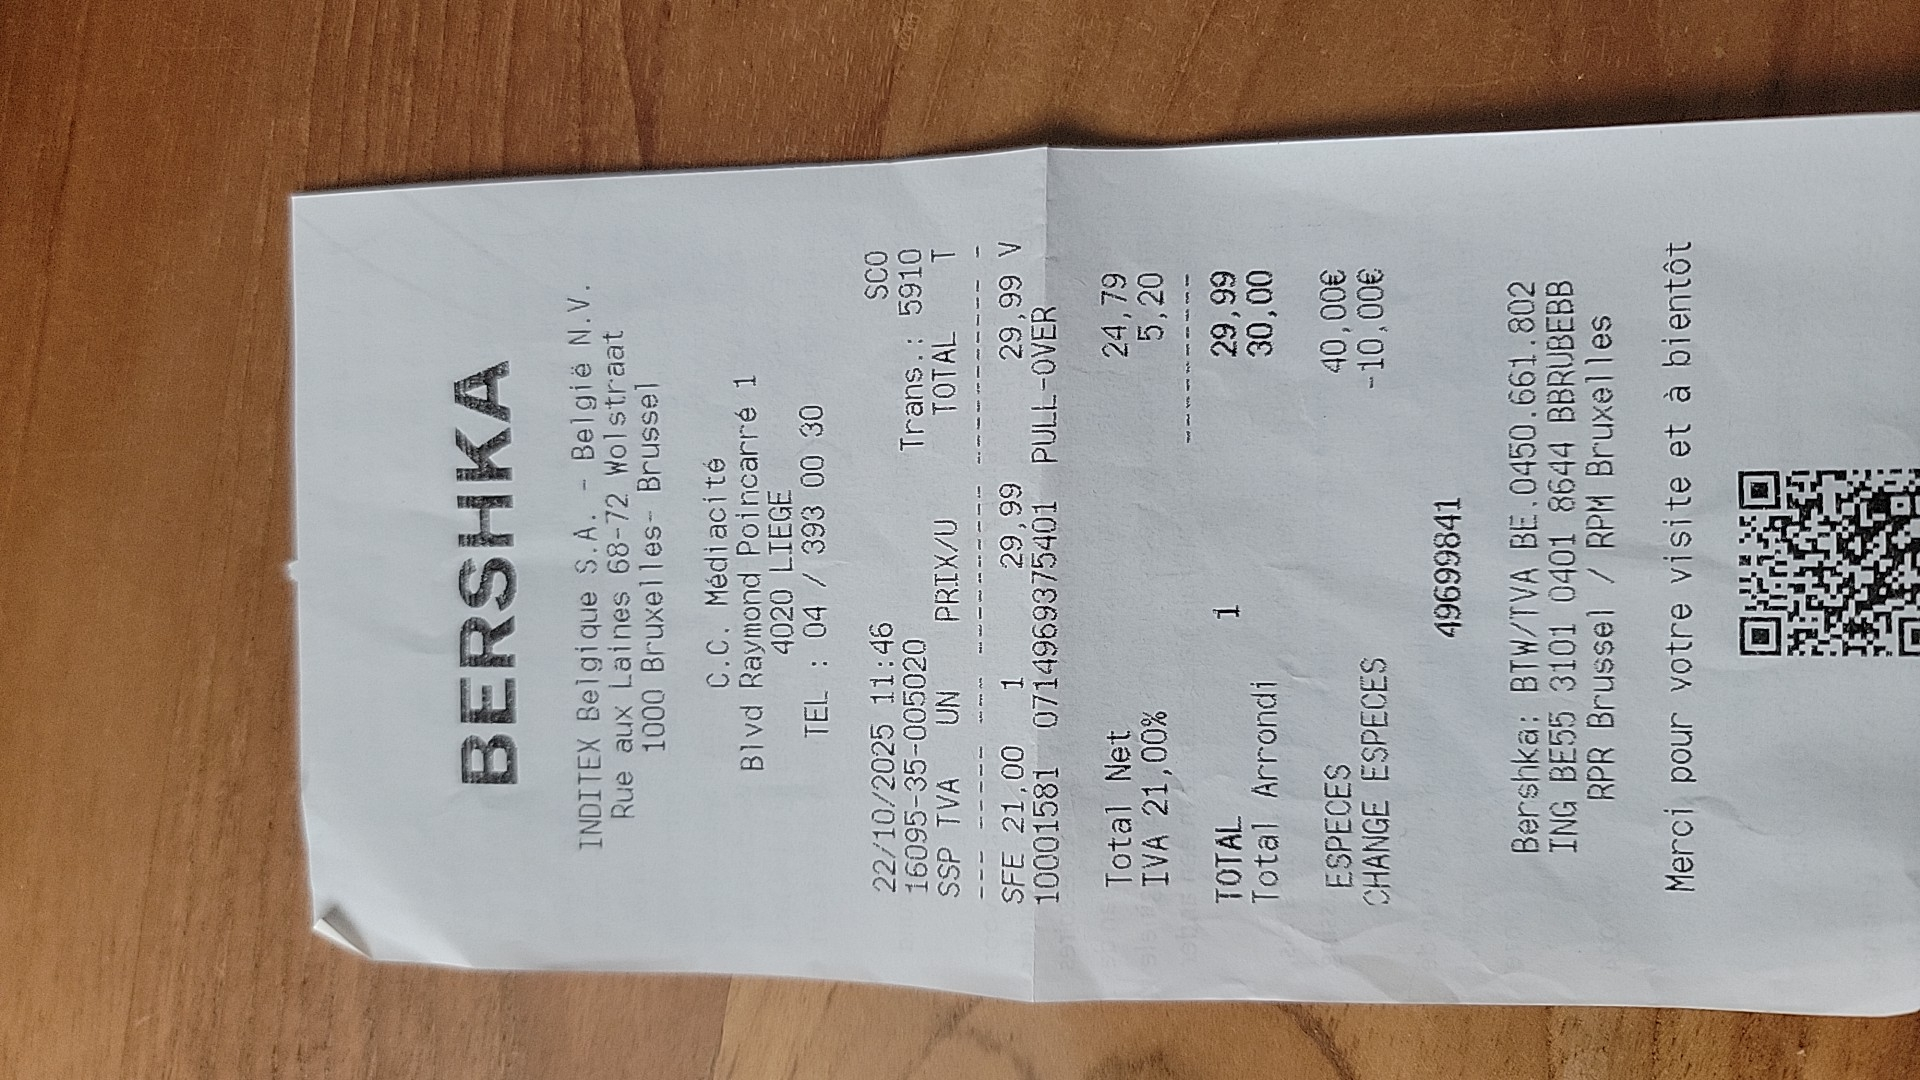 BERSHKA
INDITEX Belgique S.A. - België N.V.
Rue aux Laines 68-72 Wolstraat
1000 Bruxelles- Brussel
C.C. Médiacité
Blvd Raymond Poincarré 1
4020 LIEGE
TEL : 04 / 393 00 30
22/10/2025 11:46 SCO
16095-35-005020 Trans.: 5910
SSP TVA UN PRIX/U TOTAL T
--- ----- --- ---------- ---------- -
SFE 21,00 1 29,99 29,99 V
10001581 0714969375401 PULL-OVER
Total Net 24,79
IVA 21,00% 5,20
----------
TOTAL 1 29,99
Total Arrondi 30,00
ESPECES 40,00€
CHANGE ESPECES -10,00€
49699841
Bershka: BTW/TVA BE.0450.661.802
ING BE55 3101 0401 8644 BBRUBEBB
RPR Brussel / RPM Bruxelles
Merci pour votre visite et à bientôt